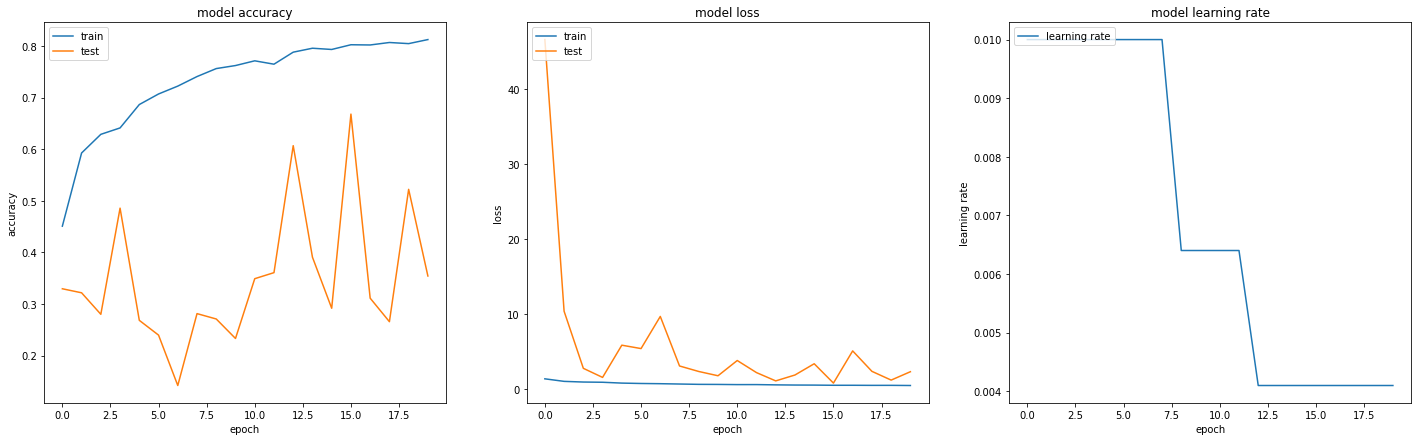 model accuracy
train
test
0.8
0.7
0.6
0.5
0.4
0.3
0.2
accuracy
0.0 2.5 5.0 7.5 10.0 12.5 15.0 17.5
epoch
model loss
train
test
40
30
20
10
0
loss
0.0 2.5 5.0 7.5 10.0 12.5 15.0 17.5
epoch
model learning rate
learning rate
0.010
0.009
0.008
0.007
0.006
0.005
0.004
learning rate
0.0 2.5 5.0 7.5 10.0 12.5 15.0 17.5
epoch